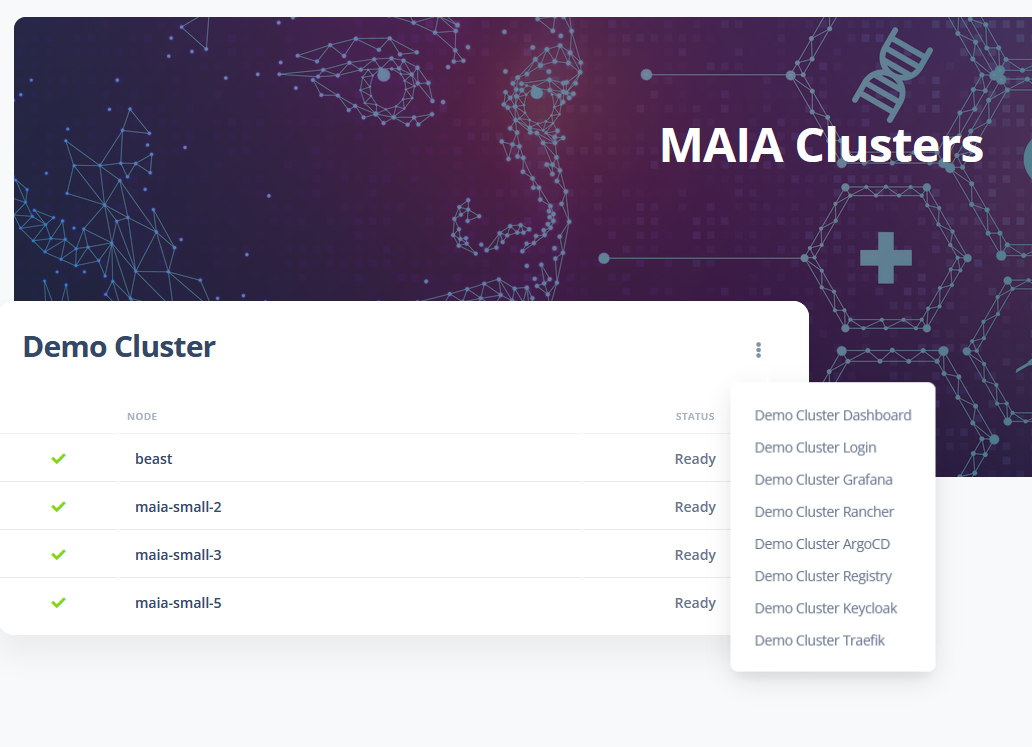 MAIA Clusters
Demo Cluster
NODE STATUS
beast Ready
maia-small-2 Ready
maia-small-3 Ready
maia-small-5 Ready
Demo Cluster Dashboard
Demo Cluster Login
Demo Cluster Grafana
Demo Cluster Rancher
Demo Cluster ArgoCD
Demo Cluster Registry
Demo Cluster Keycloak
Demo Cluster Traefik